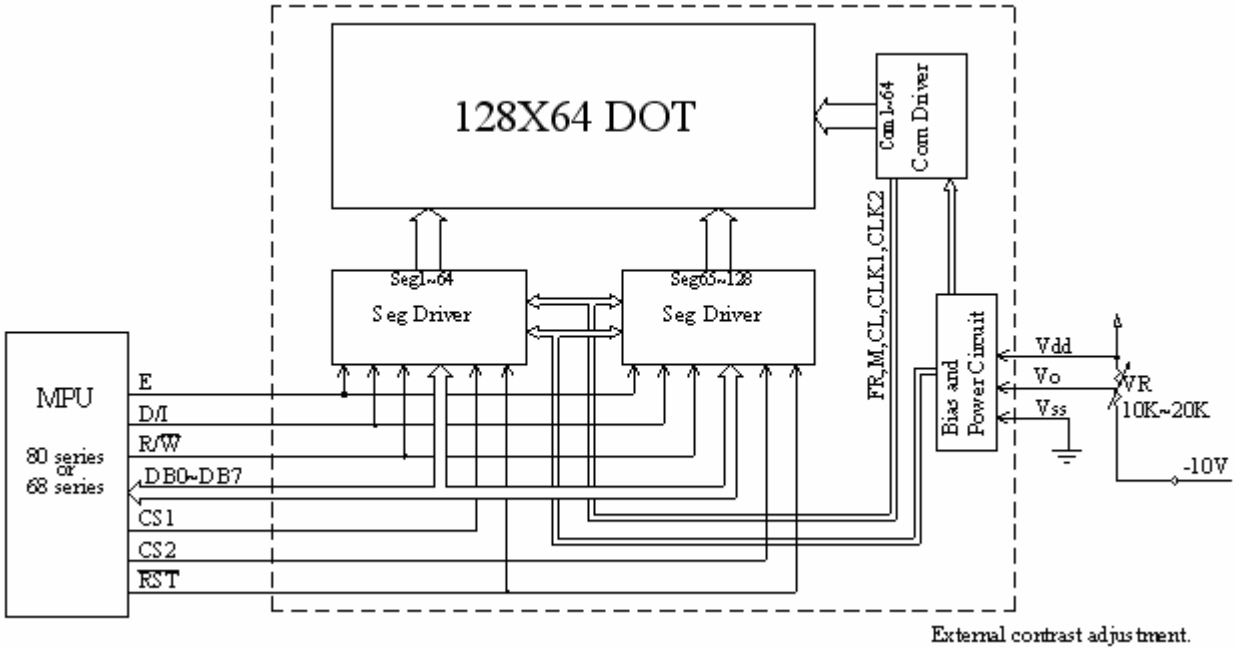 128X64 DOT
Com 1~64
Com Driver
Seg1~64
Seg Driver
Seg65~128
Seg Driver
FR,M,CL,CLK1,CLK2
Bias and
Power Circuit
Vdd
Vo
Vss
VR
10K~20K
-10V
MPU
80 series
or
68 series
E
D/I
R/W̅
DB0~DB7
CS1
CS2
R̅S̅T̅
External contrast adjustment.